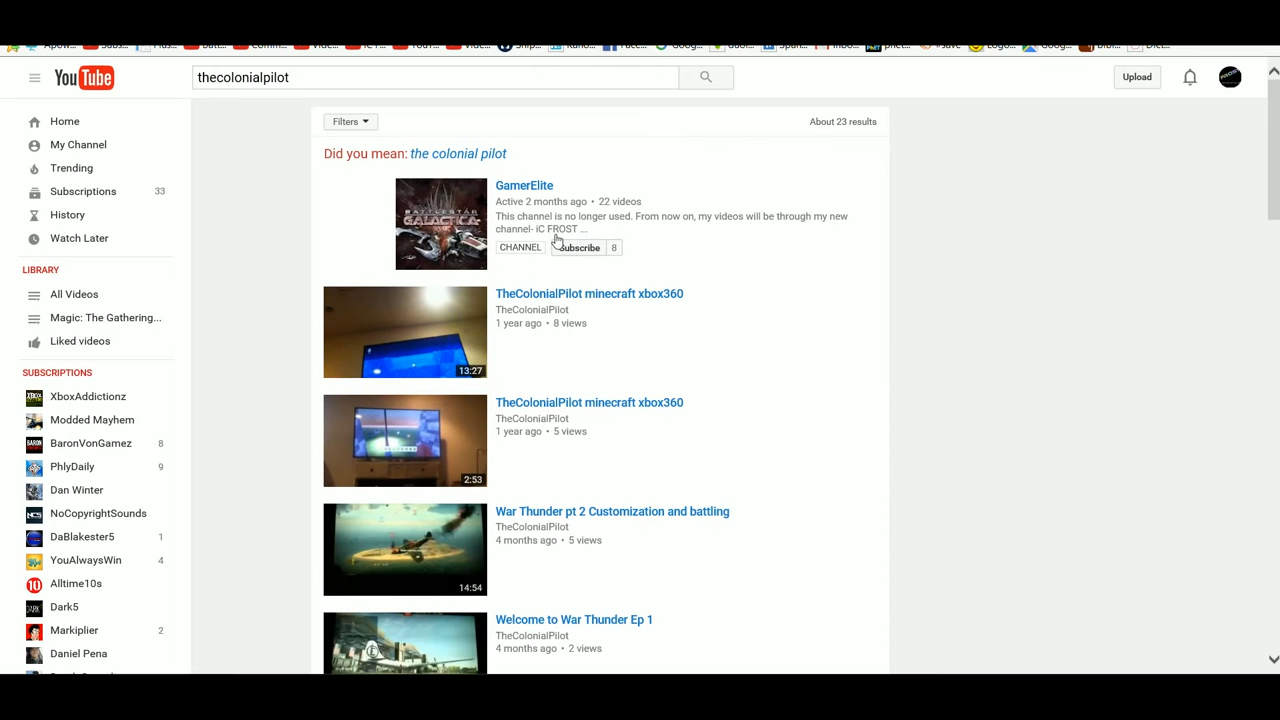 YouTube
thecolonialpilot
Upload
Home
My Channel
Trending
Subscriptions 33
History
Watch Later
LIBRARY
All Videos
Magic: The Gathering...
Liked videos
SUBSCRIPTIONS
XboxAddictionz
Modded Mayhem
BaronVonGamez 8
PhlyDaily 9
Dan Winter
NoCopyrightSounds
DaBlakester5 1
YouAlwaysWin 4
Alltime10s
Dark5
Markiplier 2
Daniel Pena
Filters
About 23 results
Did you mean: the colonial pilot
BATTLESTAR
GALACTICA
GamerElite
Active 2 months ago • 22 videos
This channel is no longer used. From now on, my videos will be through my new
channel- iC FROST ...
CHANNEL Subscribe 8
13:27
TheColonialPilot minecraft xbox360
TheColonialPilot
1 year ago • 8 views
2:53
TheColonialPilot minecraft xbox360
TheColonialPilot
1 year ago • 5 views
14:54
War Thunder pt 2 Customization and battling
TheColonialPilot
4 months ago • 5 views
Welcome to War Thunder Ep 1
TheColonialPilot
4 months ago • 2 views